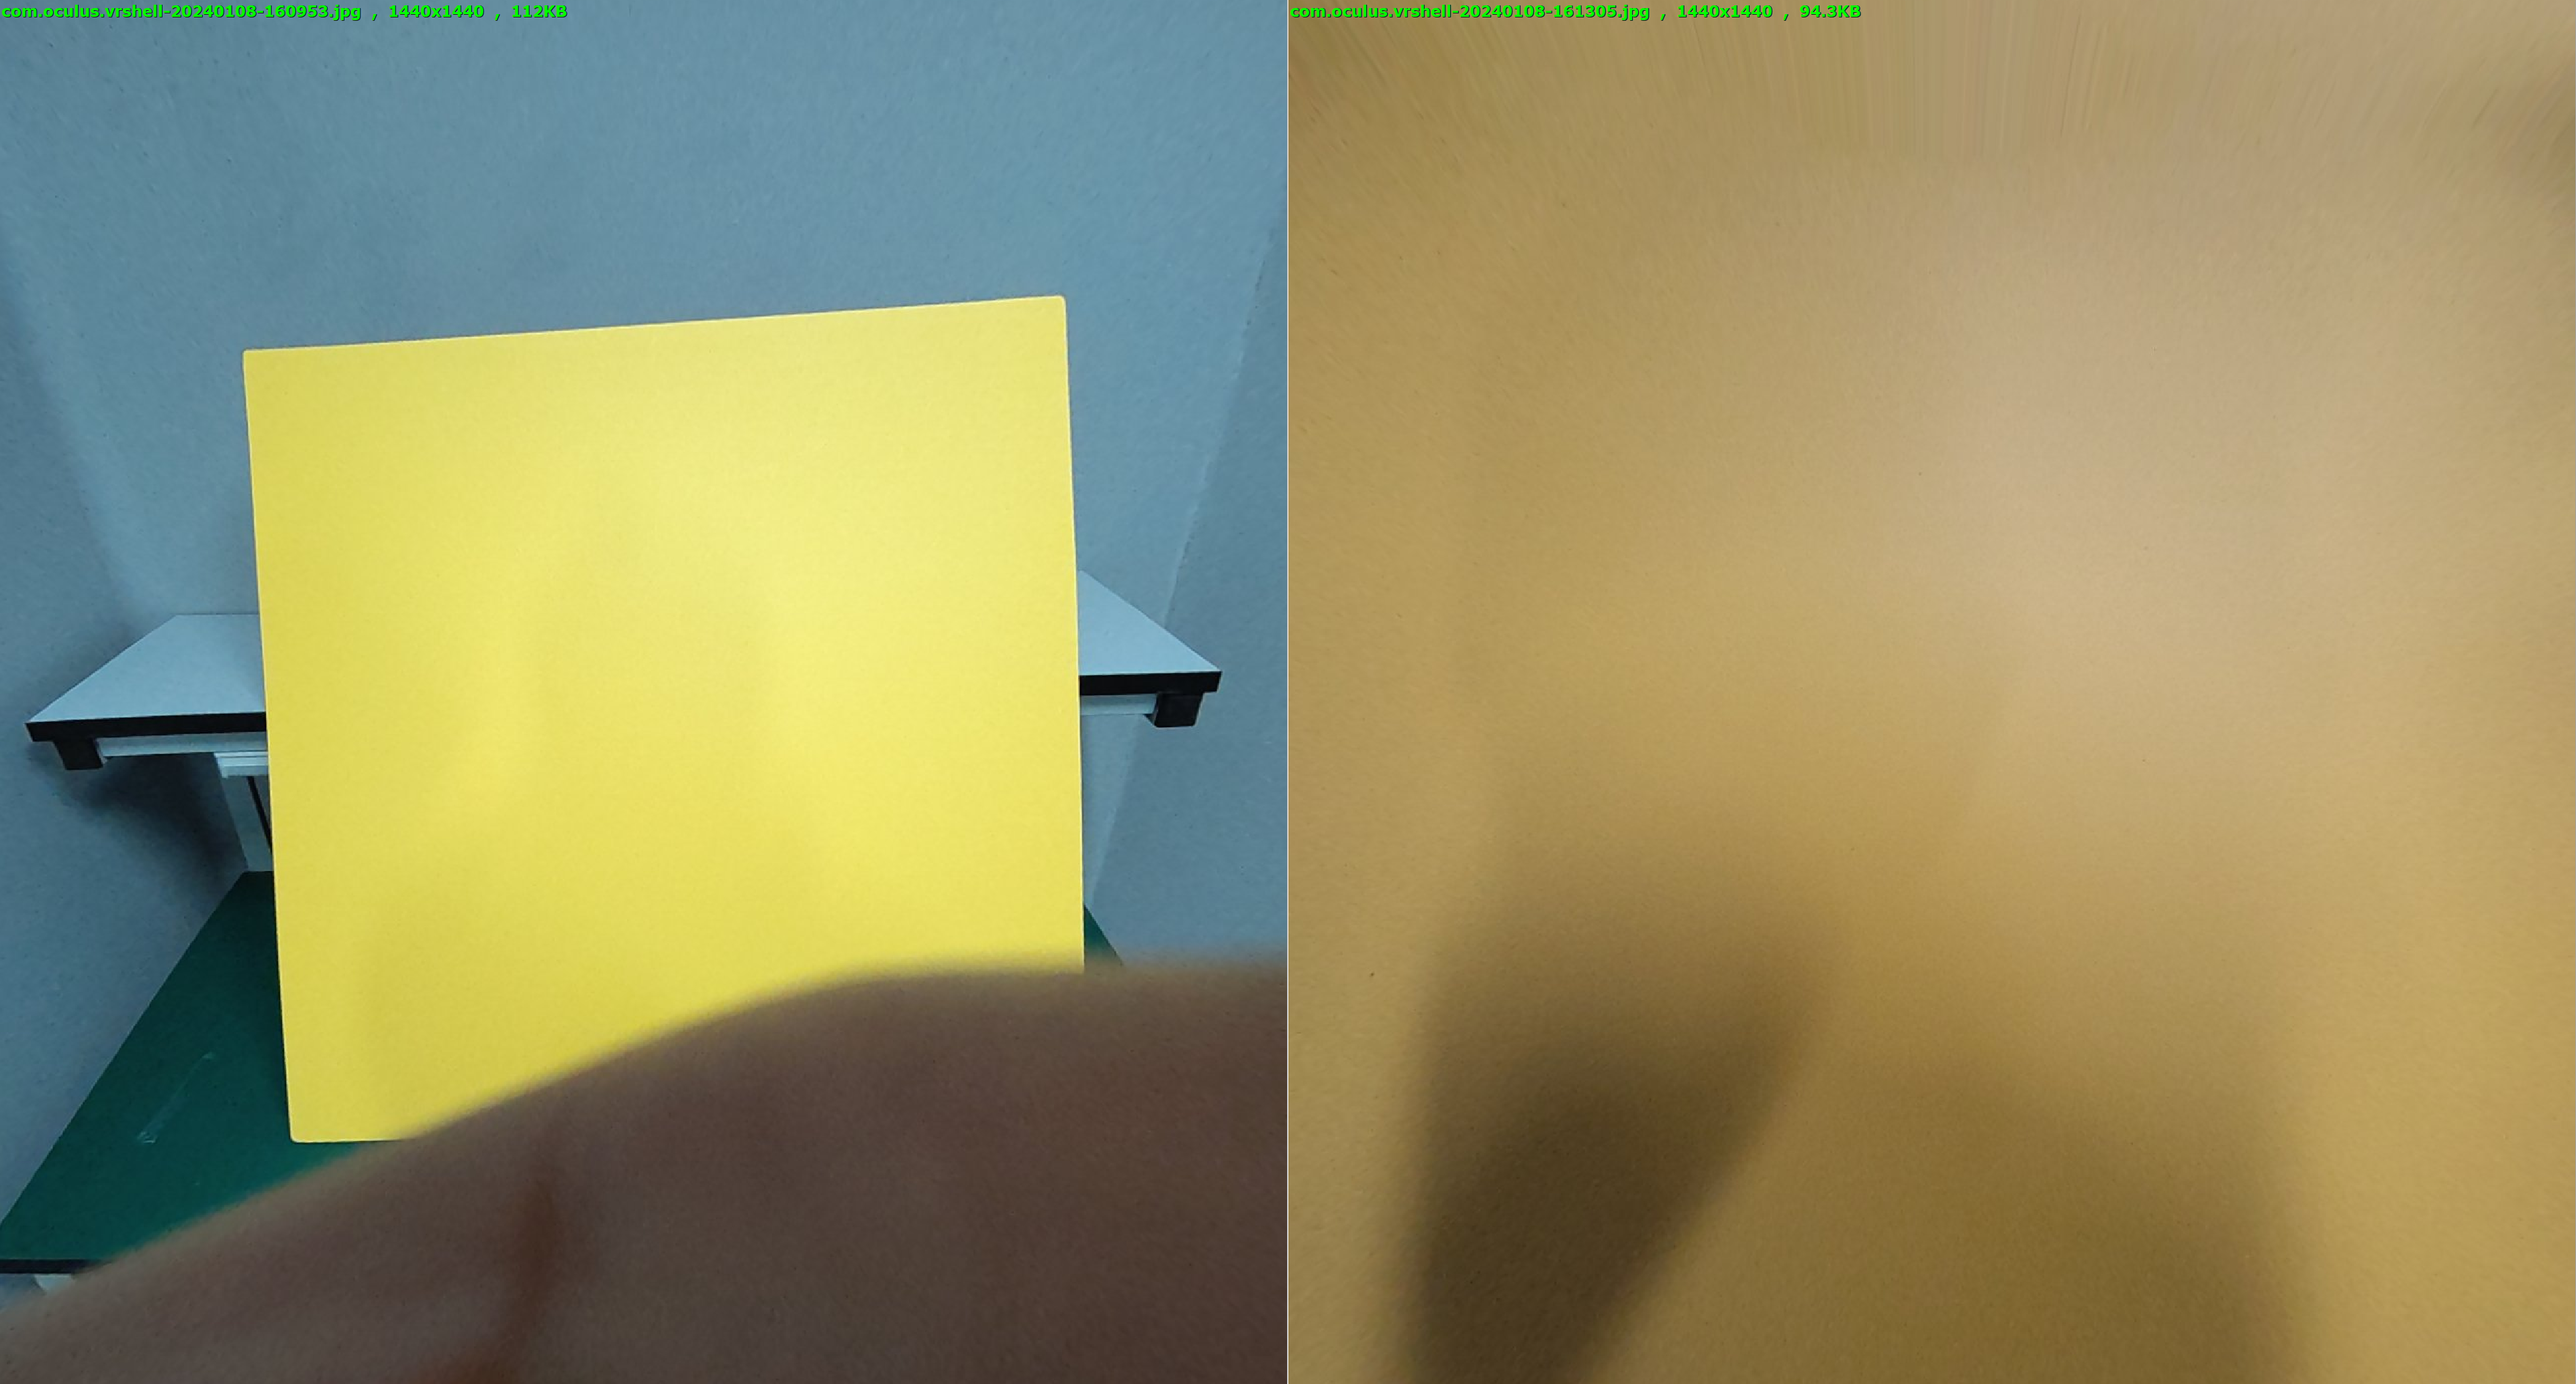 com.oculus.vrshell-20240108-160953.jpg , 1440x1440 , 112KB
com.oculus.vrshell-20240108-161305.jpg , 1440x1440 , 94.3KB